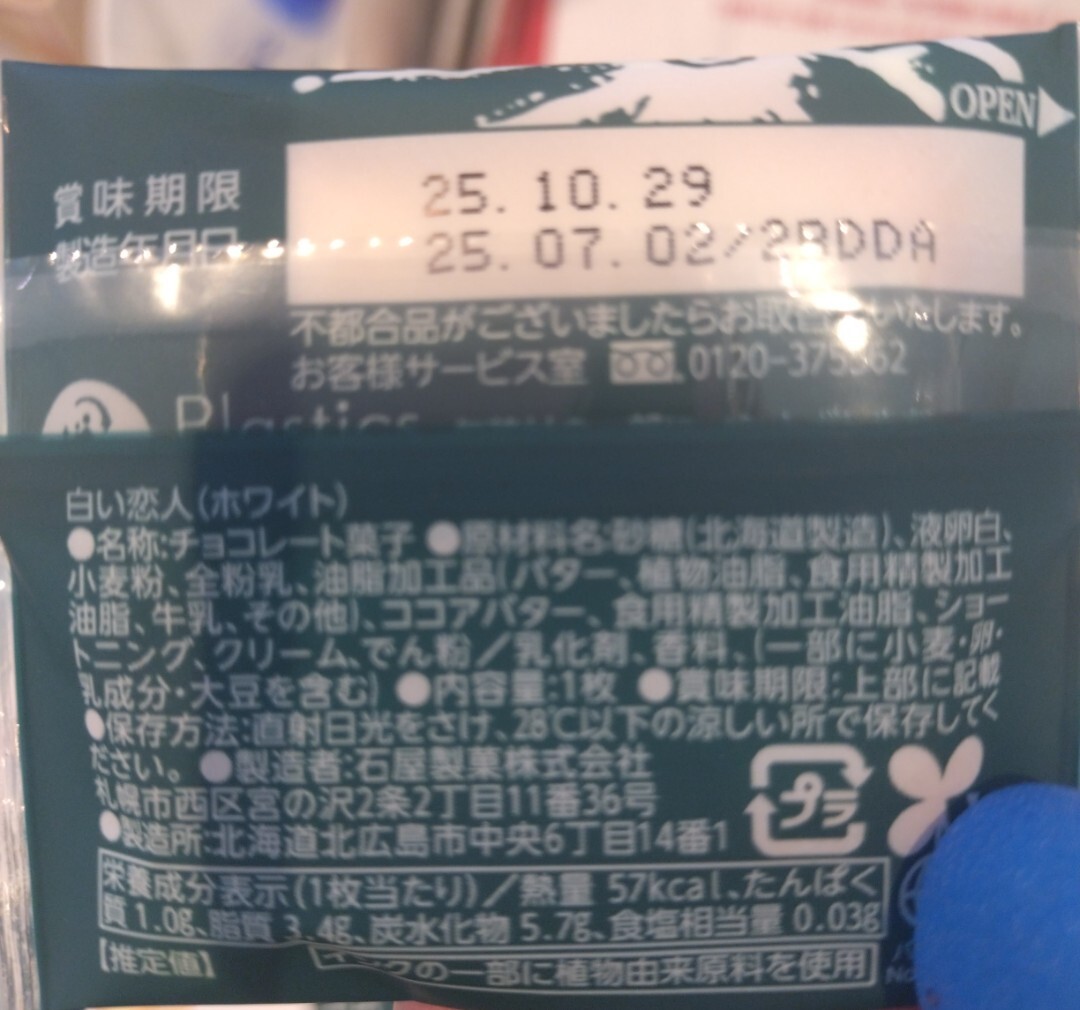 OPEN
賞味期限 25.10.29
製造年月日 25.07.02/2BDDA
不都合品がございましたらお取 いたします。
お客様サービス室 0120-375 62
Plastics
白い恋人(ホワイト)
●名称:チョコレート菓子 ●原材料名:砂糖(北海道製造)、液卵白、
小麦粉、全粉乳、油脂加工品(バター、植物油脂、食用精製加工
油脂、牛乳、その他)、ココアバター、食用精製加工油脂、ショー
トニング、クリーム、でん粉/乳化剤、香料、(一部に小麦・卵・
乳成分・大豆を含む) ●内容量:1枚 ●賞味期限:上部に記載
●保存方法:直射日光をさけ、28℃以下の涼しい所で保存してく
ださい。 ●製造者:石屋製菓株式会社
札幌市西区宮の沢2条2丁目11番36号
●製造所:北海道北広島市中央6丁目14番1
プラ
栄養成分表示(1枚当たり)/熱量 57kcal、たんぱく
質 1.0g、脂質 3.4g、炭水化物 5.7g、食塩相当量 0.03g
【推定値】 インクの一部に植物由来原料を使用